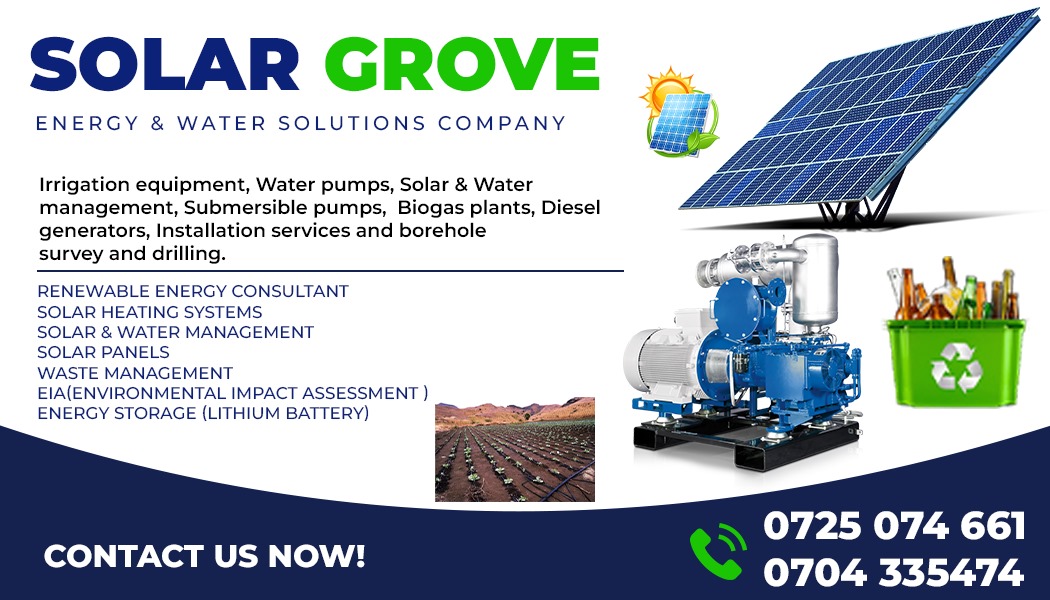 SOLAR GROVE
ENERGY & WATER SOLUTIONS COMPANY
Irrigation equipment, Water pumps, Solar & Water
management, Submersible pumps,  Biogas plants, Diesel
generators, Installation services and borehole
survey and drilling.
RENEWABLE ENERGY CONSULTANT
SOLAR HEATING SYSTEMS
SOLAR & WATER MANAGEMENT
SOLAR PANELS
WASTE MANAGEMENT
EIA(ENVIRONMENTAL IMPACT ASSESSMENT )
ENERGY STORAGE (LITHIUM BATTERY)
CONTACT US NOW!
0725 074 661
0704 335474